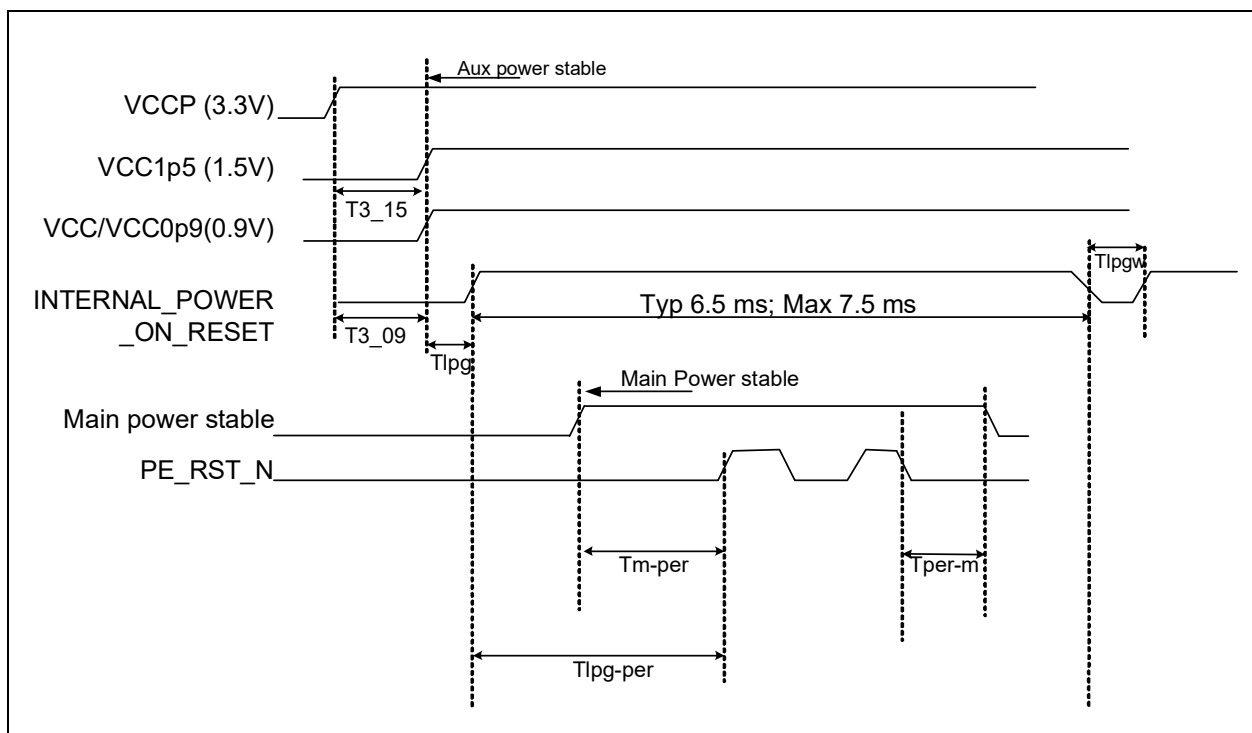 Aux power stable
VCCP (3.3V)
VCC1p5 (1.5V)
T3_15
VCC/VCC0p9(0.9V)
Tlpgw
INTERNAL_POWER
_ON_RESET
Typ 6.5 ms; Max 7.5 ms
T3_09
Tlpg
Main Power stable
Main power stable
PE_RST_N
Tm-per
Tper-m
Tlpg-per